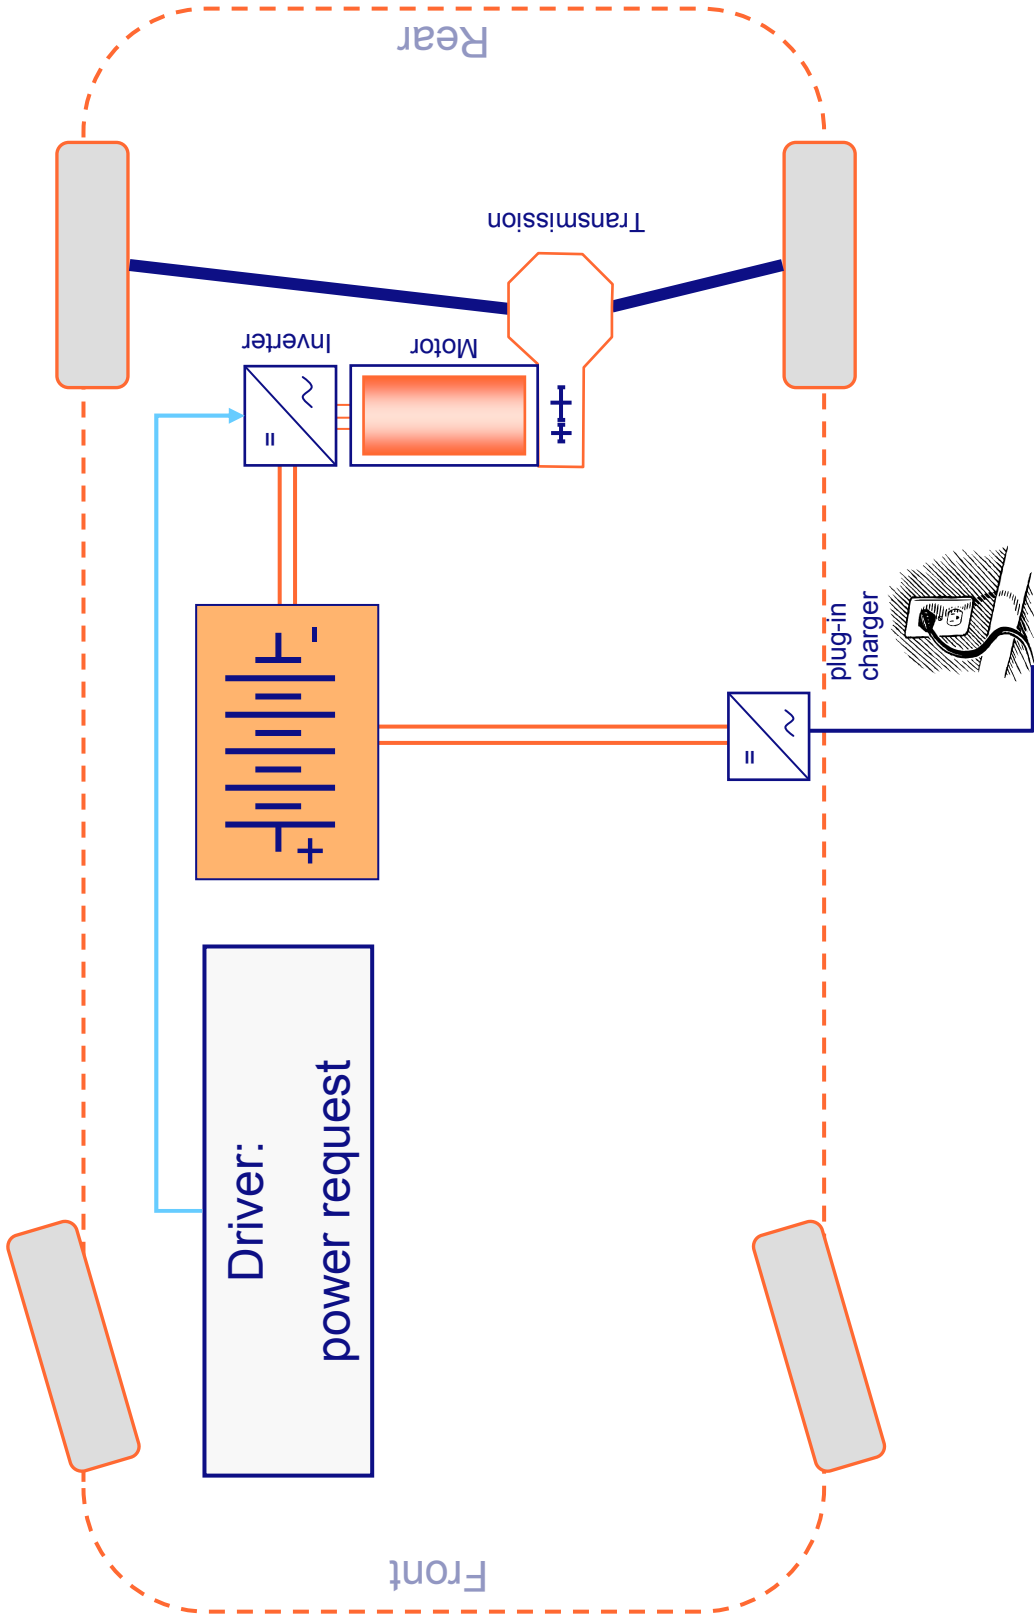 Rear
Transmission
Inverter
Motor
plug-in
charger
Driver:
power request
Front